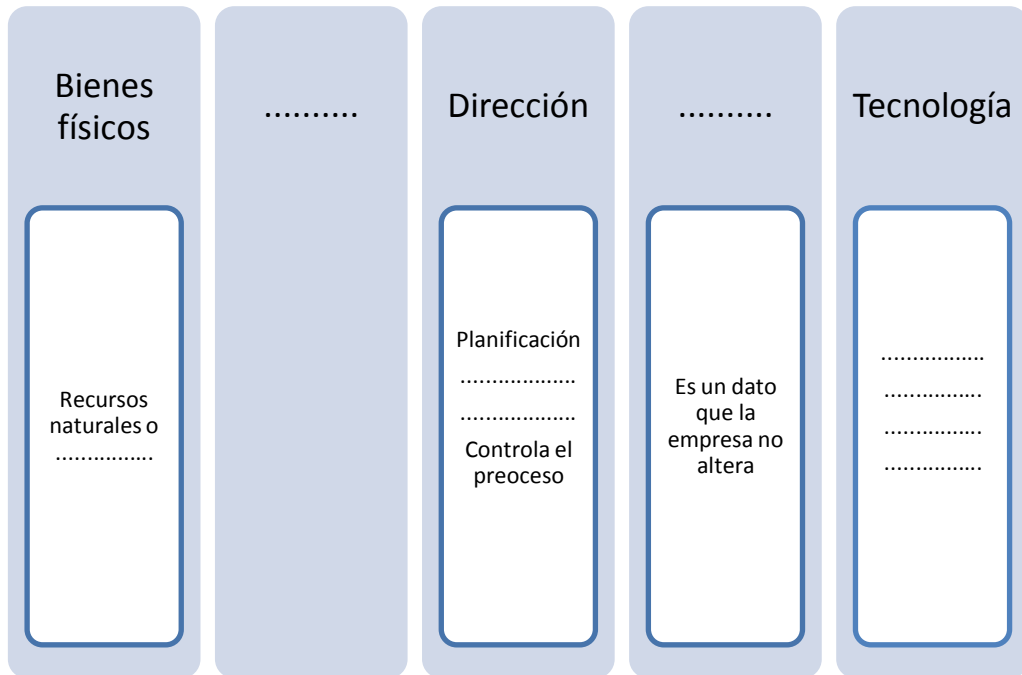 Bienes
físicos
..........
Dirección
..........
Tecnología
Recursos
naturales o
................
Planificación
...................
...................
Controla el
preoceso
Es un dato
que la
empresa no
altera
.................
................
................
................